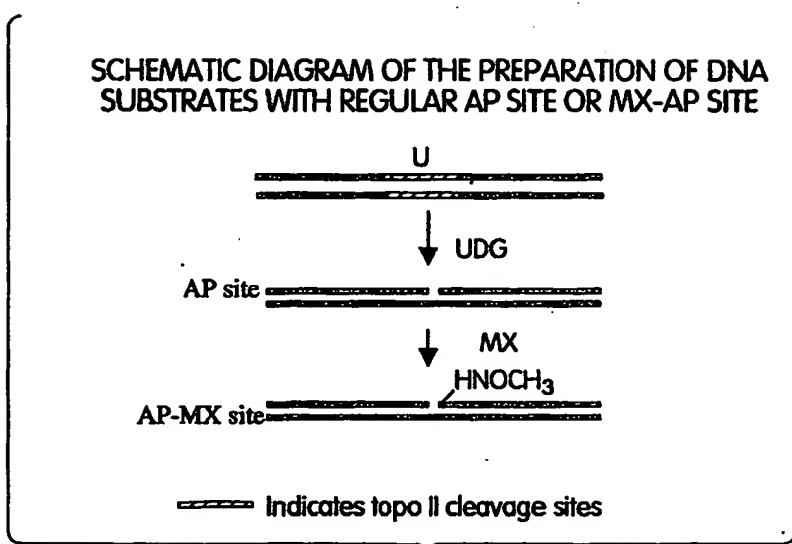 SCHEMATIC DIAGRAM OF THE PREPARATION OF DNA
SUBSTRATES WITH REGULAR AP SITE OR MX-AP SITE
U
UDG
AP site
MX
HNOCH3
AP-MX site
Indicates topo II cleavage sites